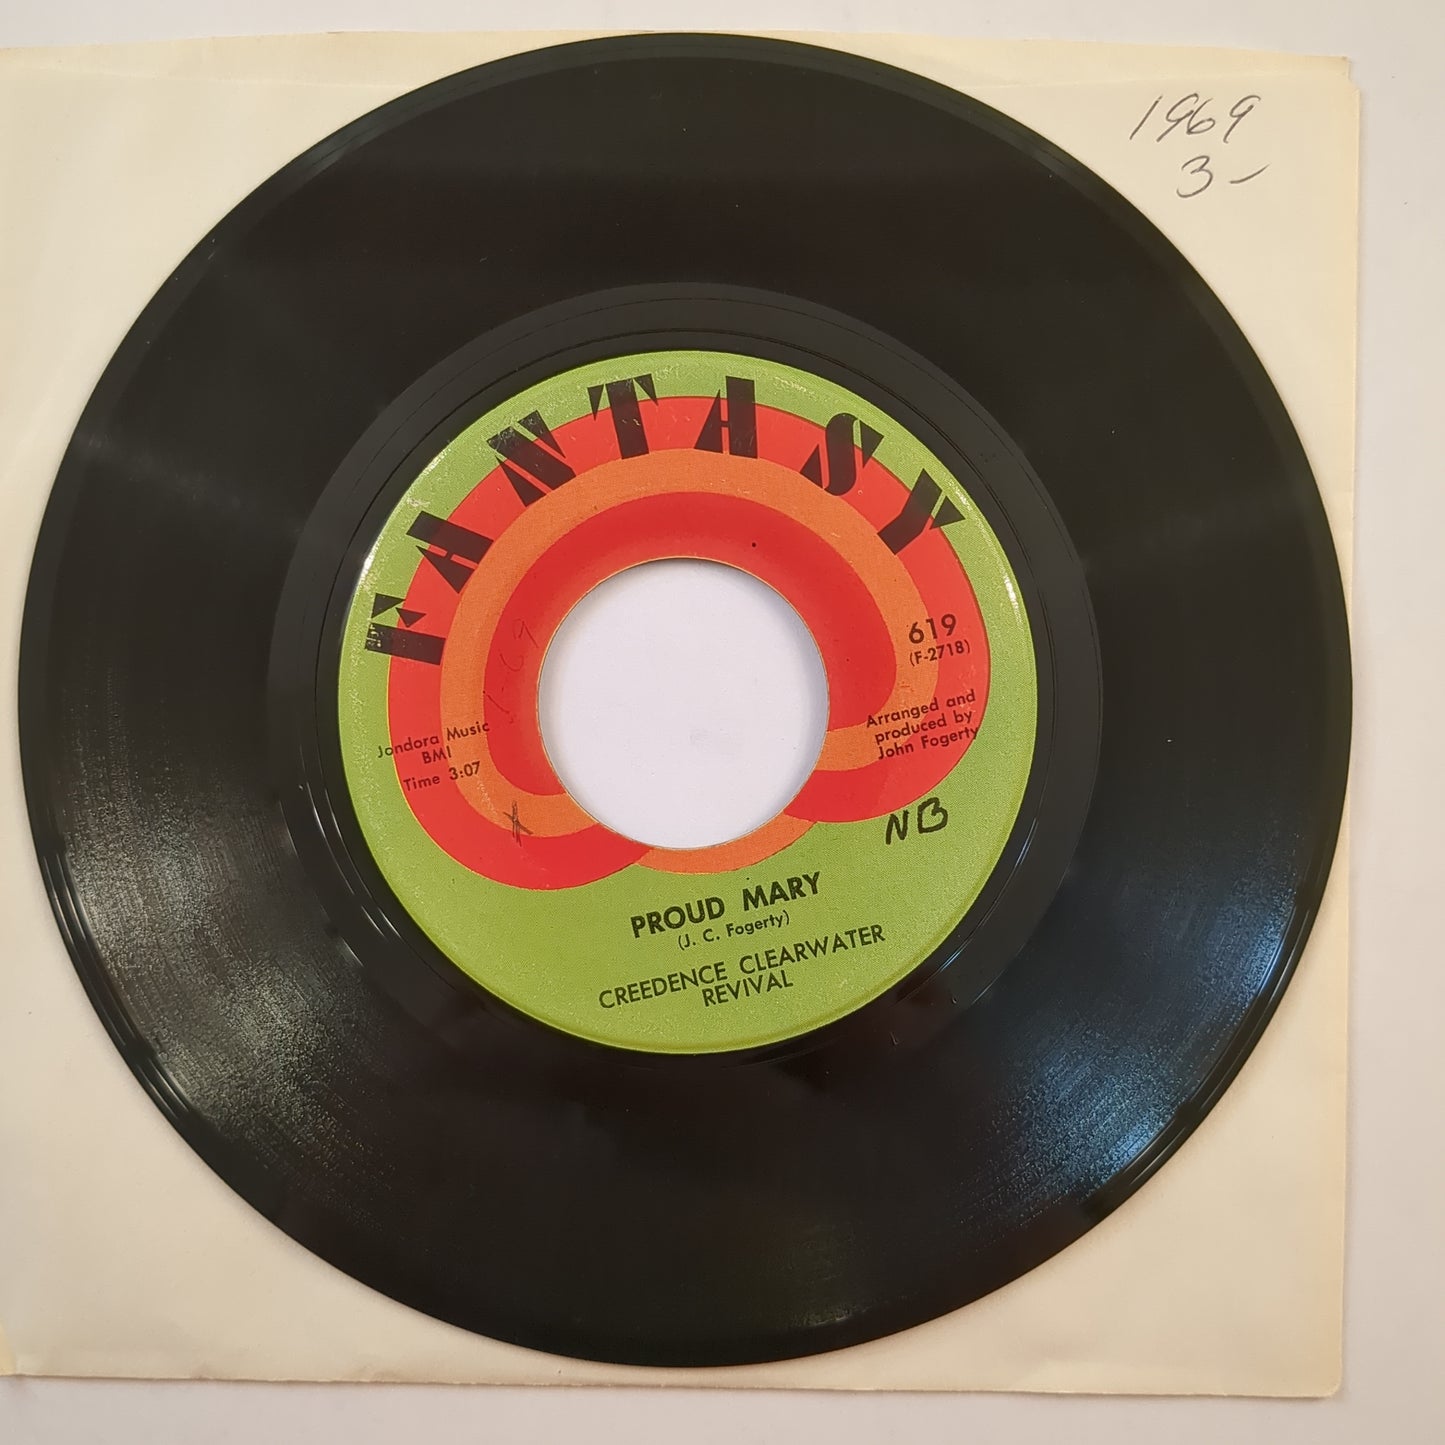 1969
3-
FANTASY
619
(F-2718)
Arranged and
produced by
John Fogerty
Jondora Music
BMI
Time 3:07
X
NB
PROUD MARY
(J. C. Fogerty)
CREEDENCE CLEARWATER
REVIVAL